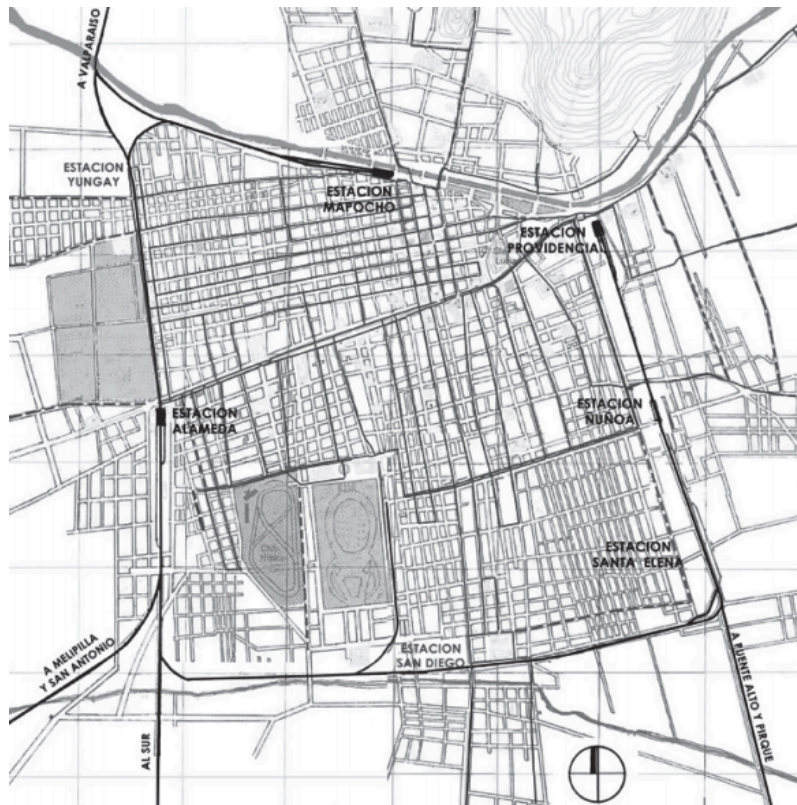 A VALPARAISO
ESTACION
YUNGAY
ESTACION
MAPOCHO
ESTACION
PROVIDENCIAL
ESTACION
ALAMEDA
ESTACION
ÑUÑOA
ESTACION
SANTA ELENA
ESTACION
SAN DIEGO
A MELIPILLA
Y SAN ANTONIO
AL SUR
A PUENTE ALTO Y PIRQUE